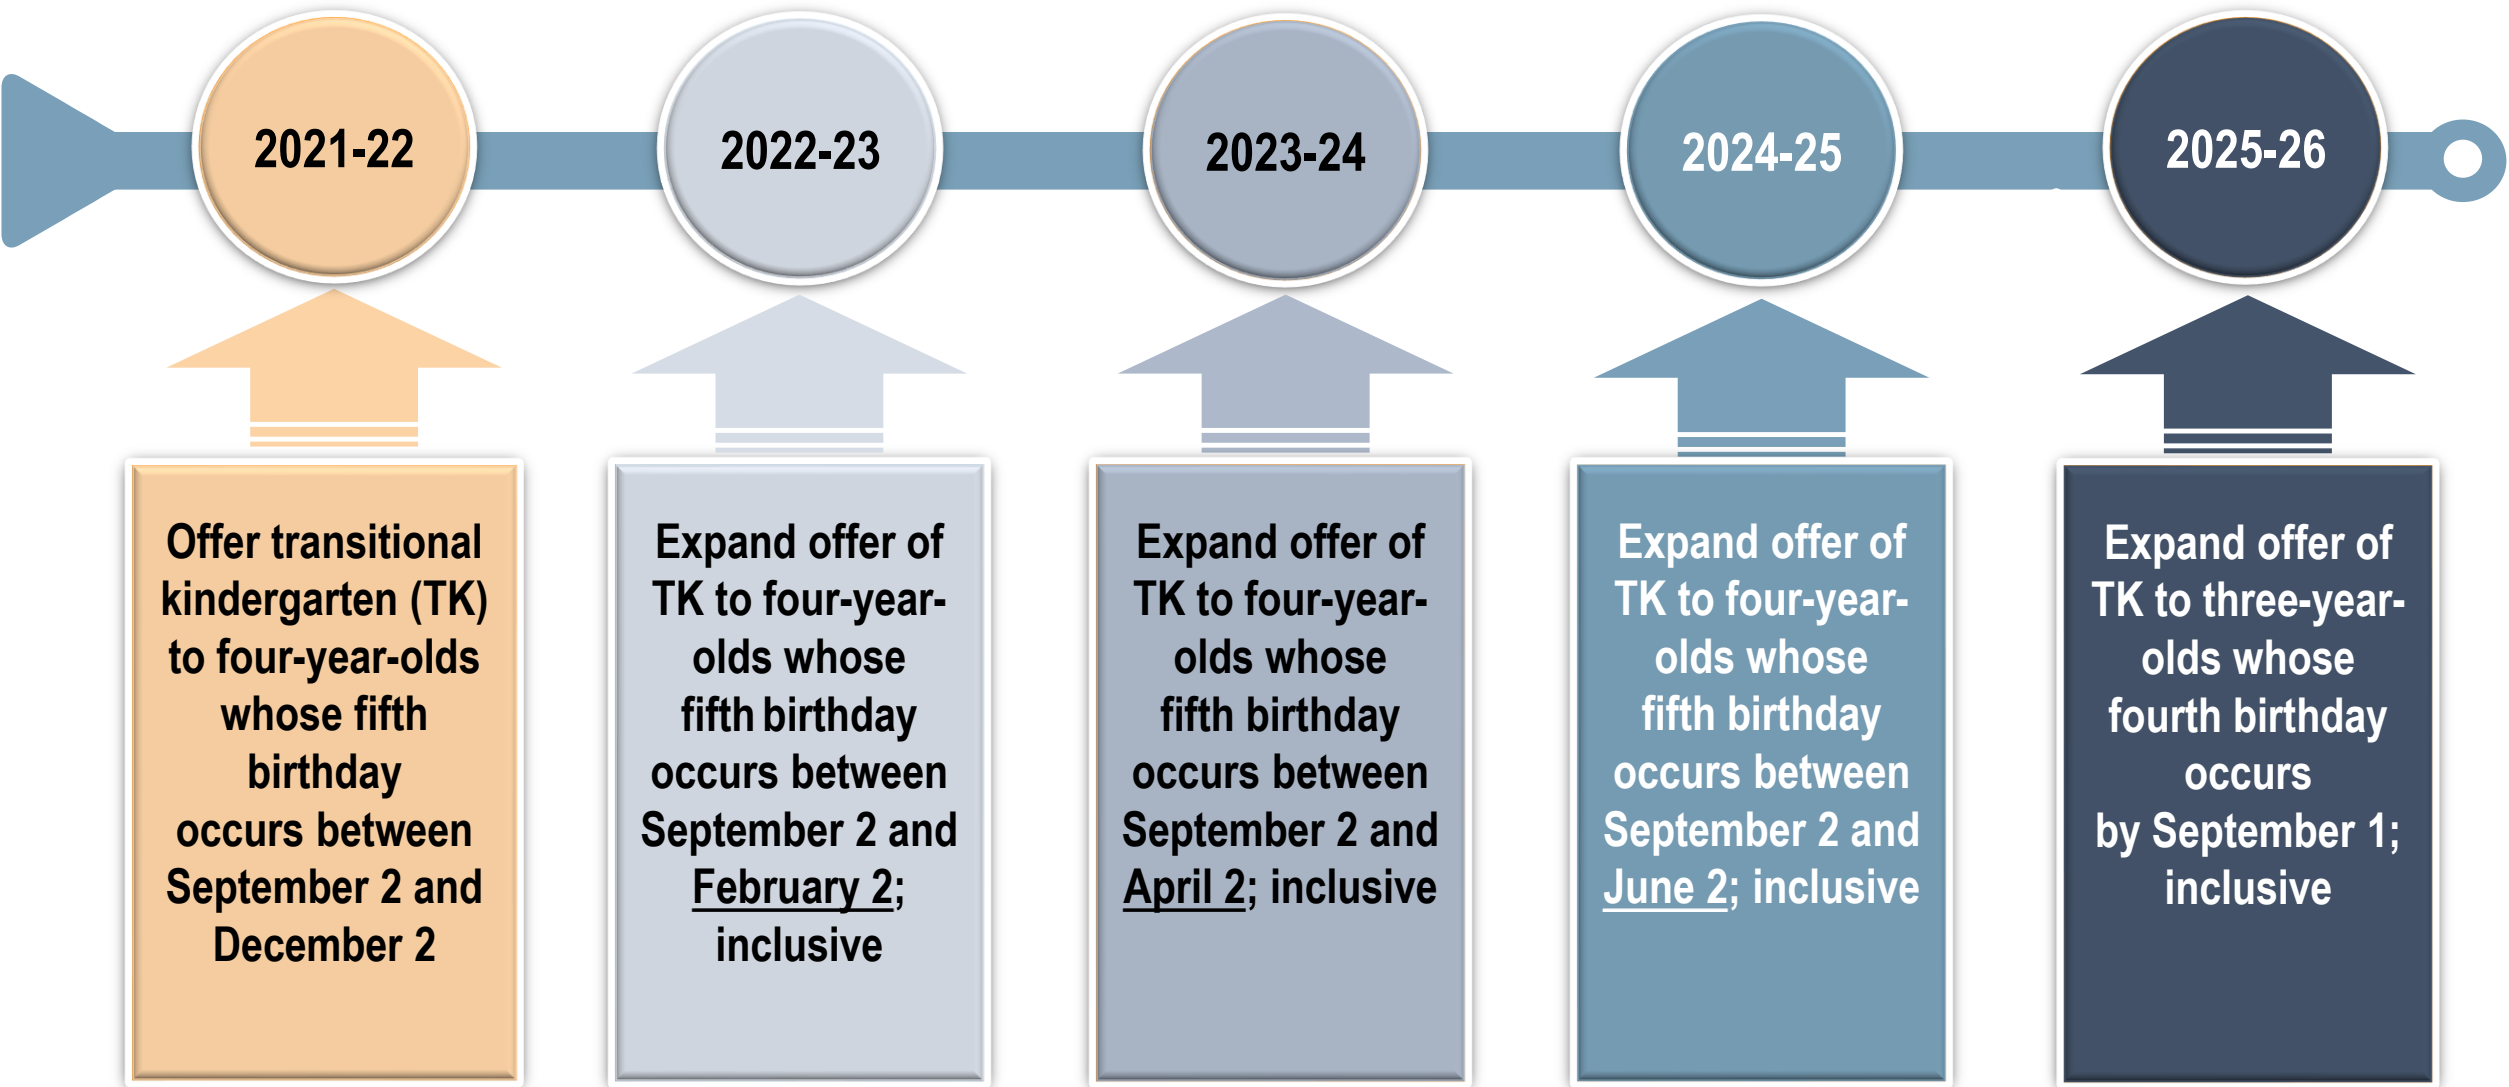 2021-22
2022-23
2023-24
2024-25
2025-26
Offer transitional
kindergarten (TK)
to four-year-olds
whose fifth
birthday
occurs between
September 2 and
December 2
Expand offer of
TK to four-year-
olds whose
fifth birthday
occurs between
September 2 and
February 2;
inclusive
Expand offer of
TK to four-year-
olds whose
fifth birthday
occurs between
September 2 and
April 2; inclusive
Expand offer of
TK to four-year-
olds whose
fifth birthday
occurs between
September 2 and
June 2; inclusive
Expand offer of
TK to three-year-
olds whose
fourth birthday
occurs
by September 1;
inclusive